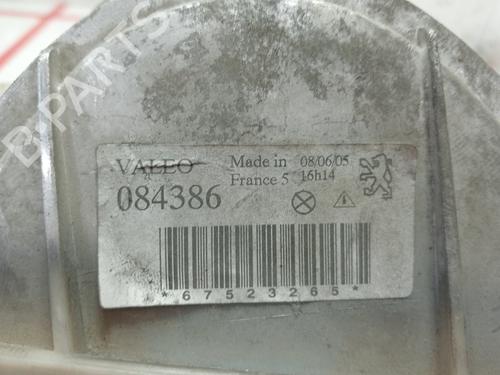 B-PARTS
VALEO
Made in
France 5
08/06/05
16h14
084386
*67523265*